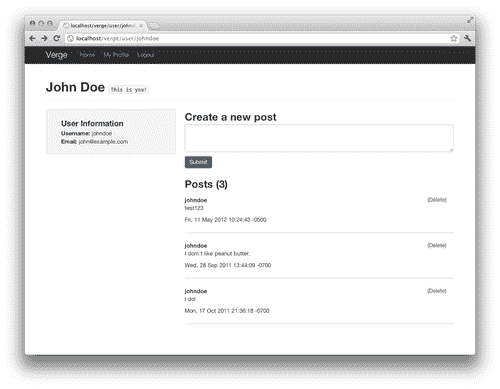 localhost/verge/user/johndoe
localhost/verge/user/johndoe
Verge Home My Profile Logout
John Doe This is you!
User Information
Username: johndoe
Email: john@example.com
Create a new post
Submit
Posts (3)
johndoe (Delete)
test123
Fri, 11 May 2012 10:24:43 -0500
johndoe (Delete)
I don't like peanut butter.
Wed, 28 Sep 2011 13:44:09 -0700
johndoe (Delete)
I do!
Mon, 17 Oct 2011 21:36:18 -0700